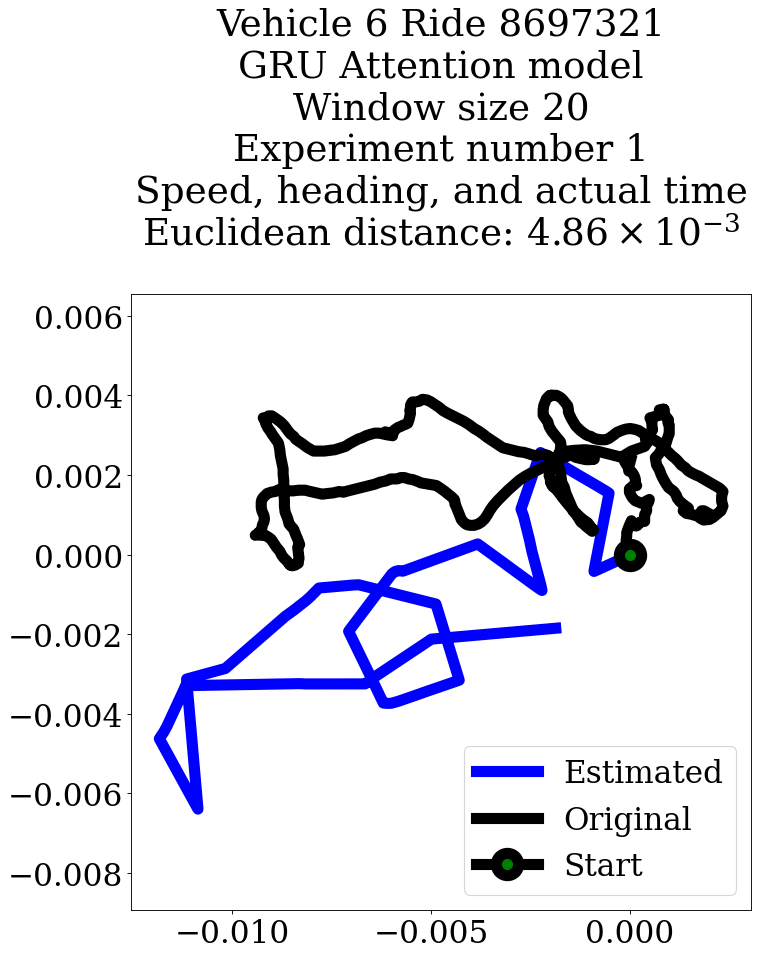 Vehicle 6 Ride 8697321
GRU Attention model
Window size 20
Experiment number 1
Speed, heading, and actual time
Euclidean distance: 4.86 × 10⁻³
0.006
0.004
0.002
0.000
−0.002
−0.004
−0.006
−0.008
Estimated
Original
Start
−0.010 −0.005 0.000